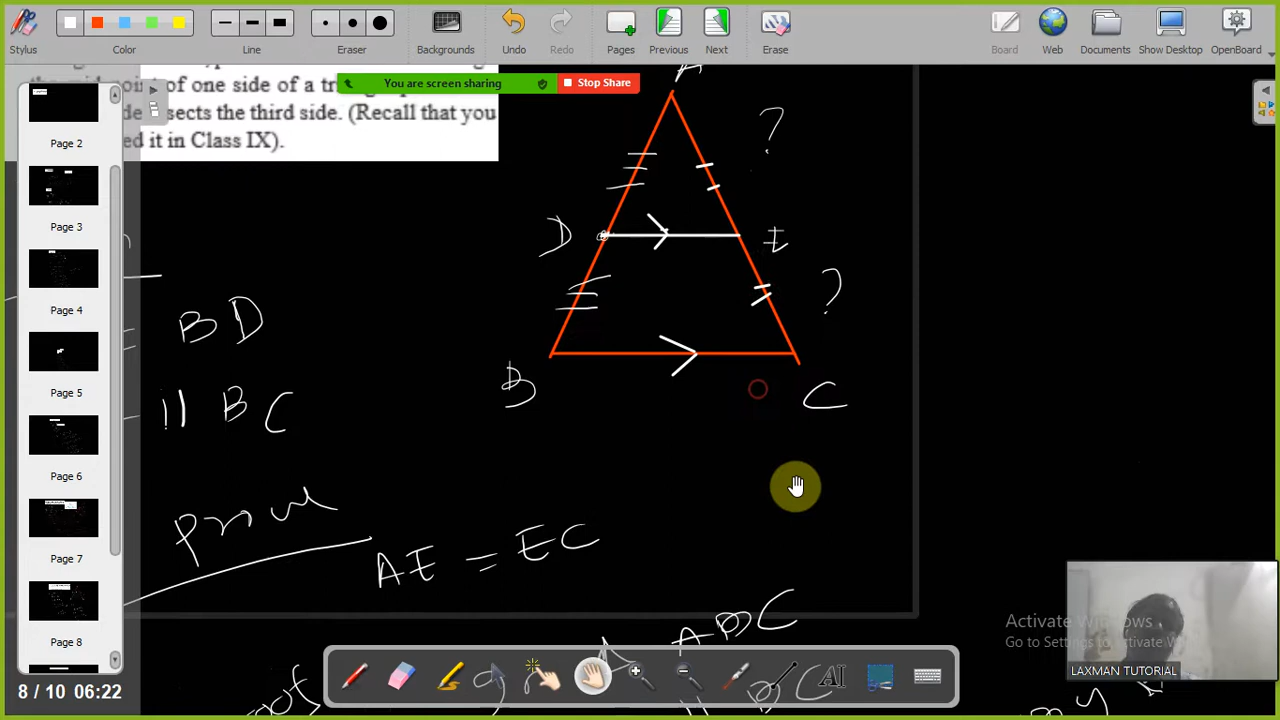 Stylus Color Line Eraser Backgrounds Undo Redo Pages Previous Next Erase Board Web Documents Show Desktop OpenBoard
You are screen sharing Stop Share
of one side of a
sects the third side. (Recall that you
ed it in Class IX).
Page 2
Page 3
Page 4
Page 5
Page 6
Page 7
Page 8
8 / 10 06:22
A
?
D E
?
B C
BD
|| BC
Prove
AE = EC
ABC
|| BC
Activate Windows
Go to Settings to activate Windows.
LAXMAN TUTORIAL